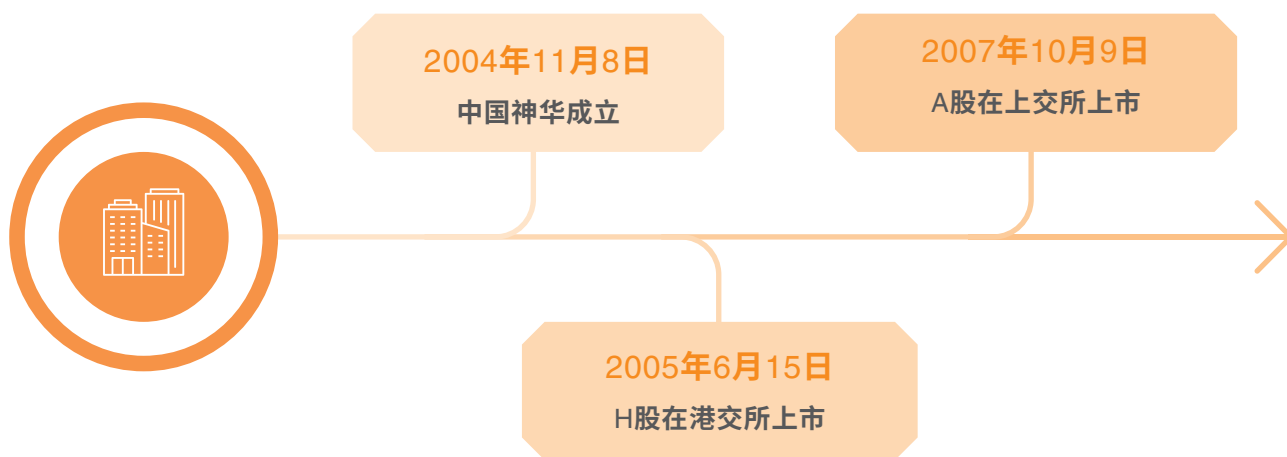 2004年11月8日
中国神华成立
2005年6月15日
H股在港交所上市
2007年10月9日
A股在上交所上市